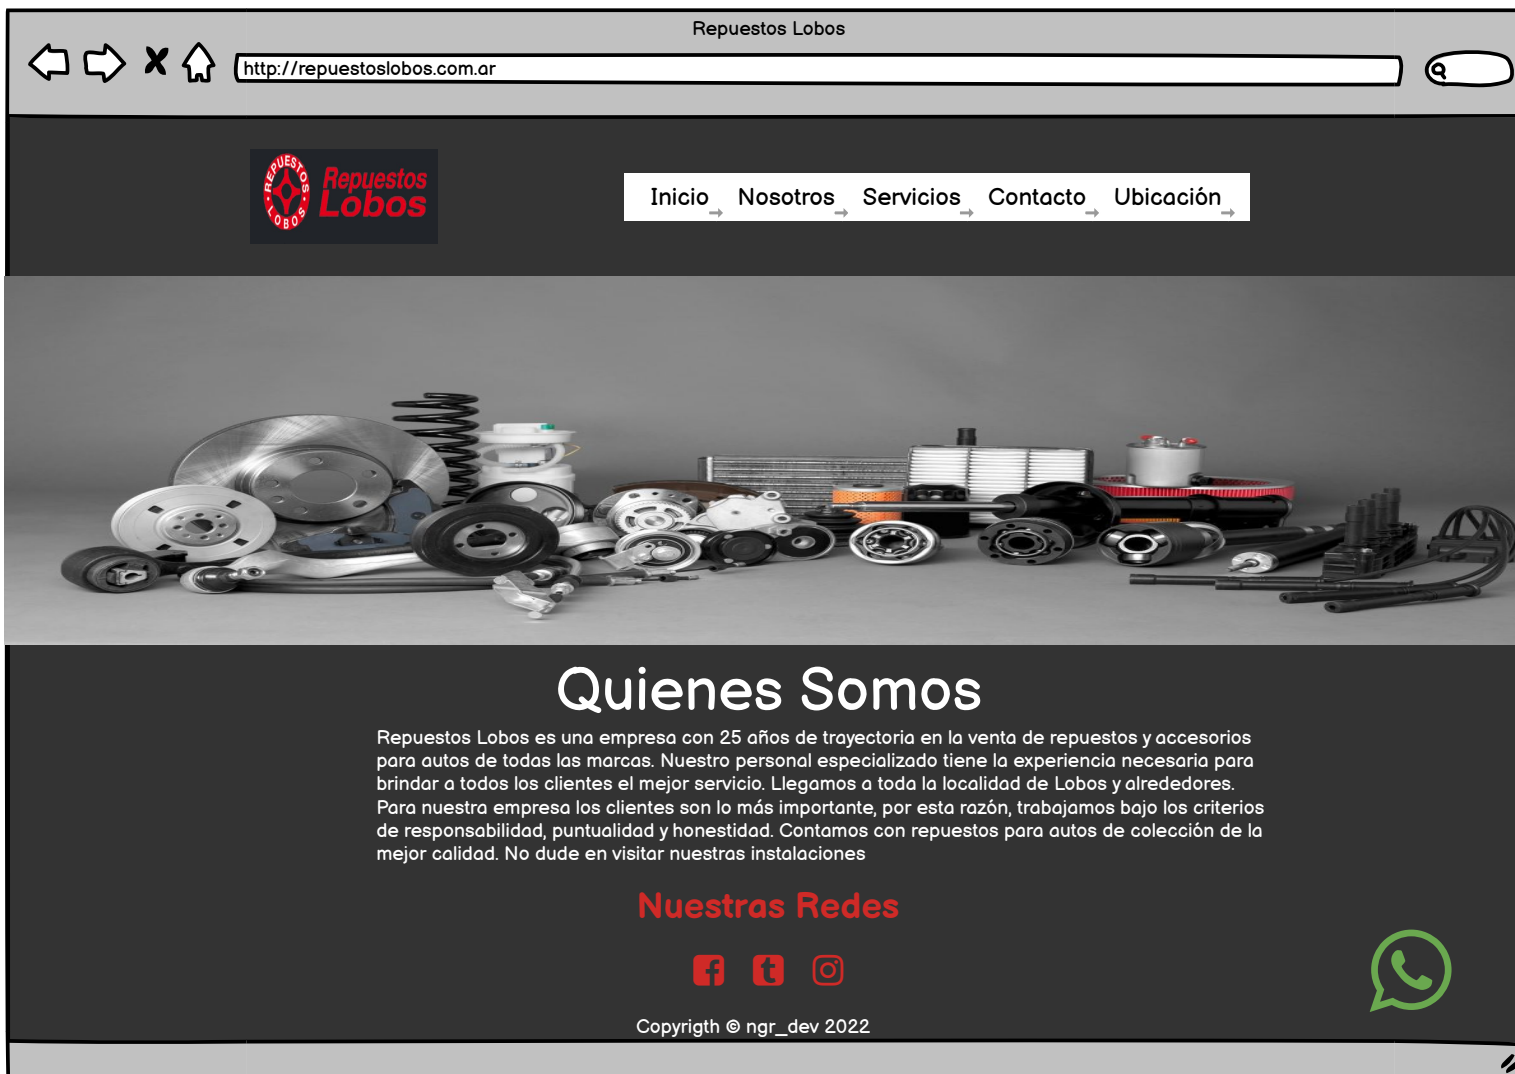 Repuestos Lobos
http://repuestoslobos.com.ar
REPUESTOS LOBOS
Repuestos
Lobos
Inicio Nosotros Servicios Contacto Ubicación
Quienes Somos
Repuestos Lobos es una empresa con 25 años de trayectoria en la venta de repuestos y accesorios
para autos de todas las marcas. Nuestro personal especializado tiene la experiencia necesaria para
brindar a todos los clientes el mejor servicio. Llegamos a toda la localidad de Lobos y alrededores.
Para nuestra empresa los clientes son lo más importante, por esta razón, trabajamos bajo los criterios
de responsabilidad, puntualidad y honestidad. Contamos con repuestos para autos de colección de la
mejor calidad. No dude en visitar nuestras instalaciones
Nuestras Redes
Copyrigth © ngr_dev 2022